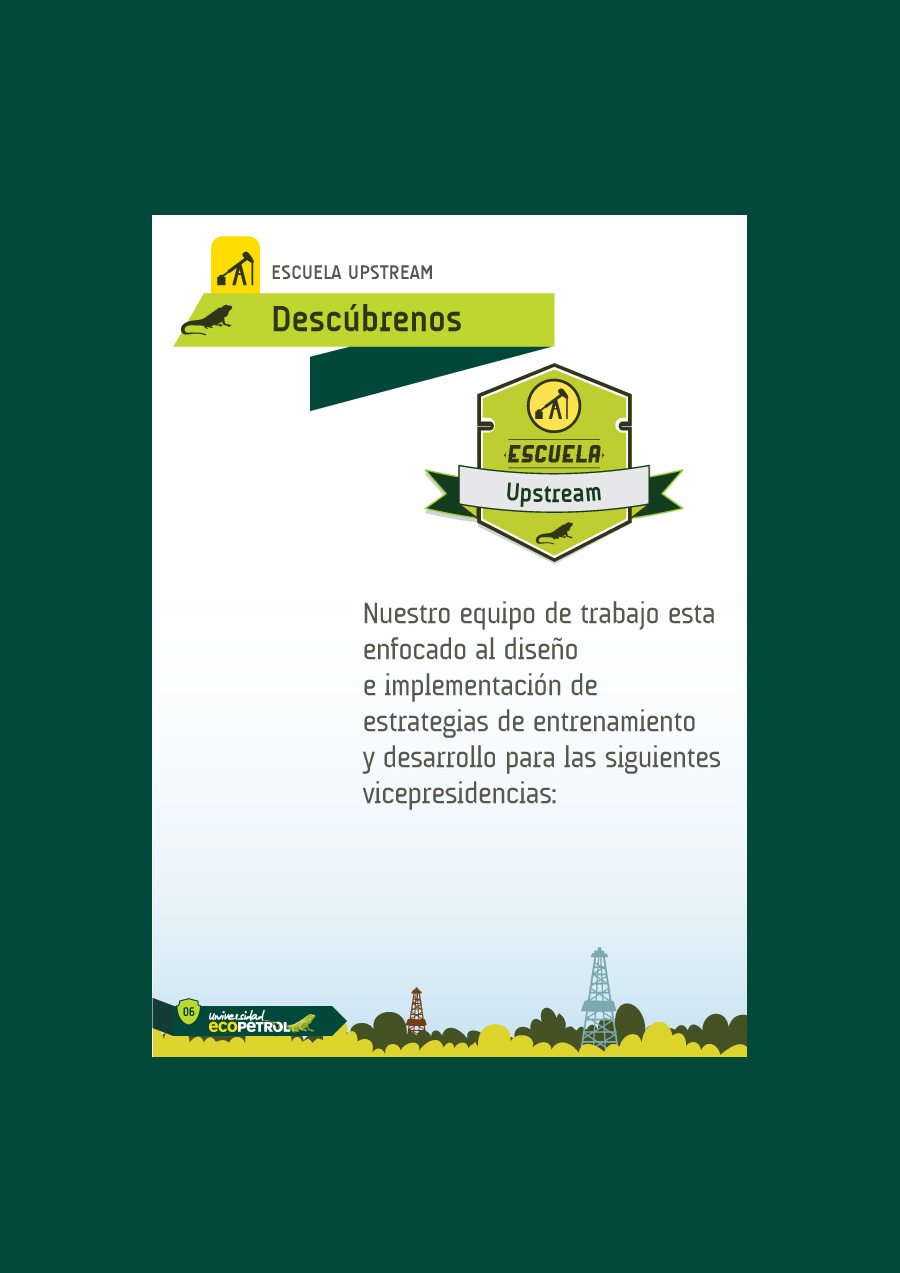 ESCUELA UPSTREAM
Descúbrenos
ESCUELA
Upstream
Nuestro equipo de trabajo esta
enfocado al diseño
e implementación de
estrategias de entrenamiento
y desarrollo para las siguientes
vicepresidencias:
06
universidad
ecopetrol